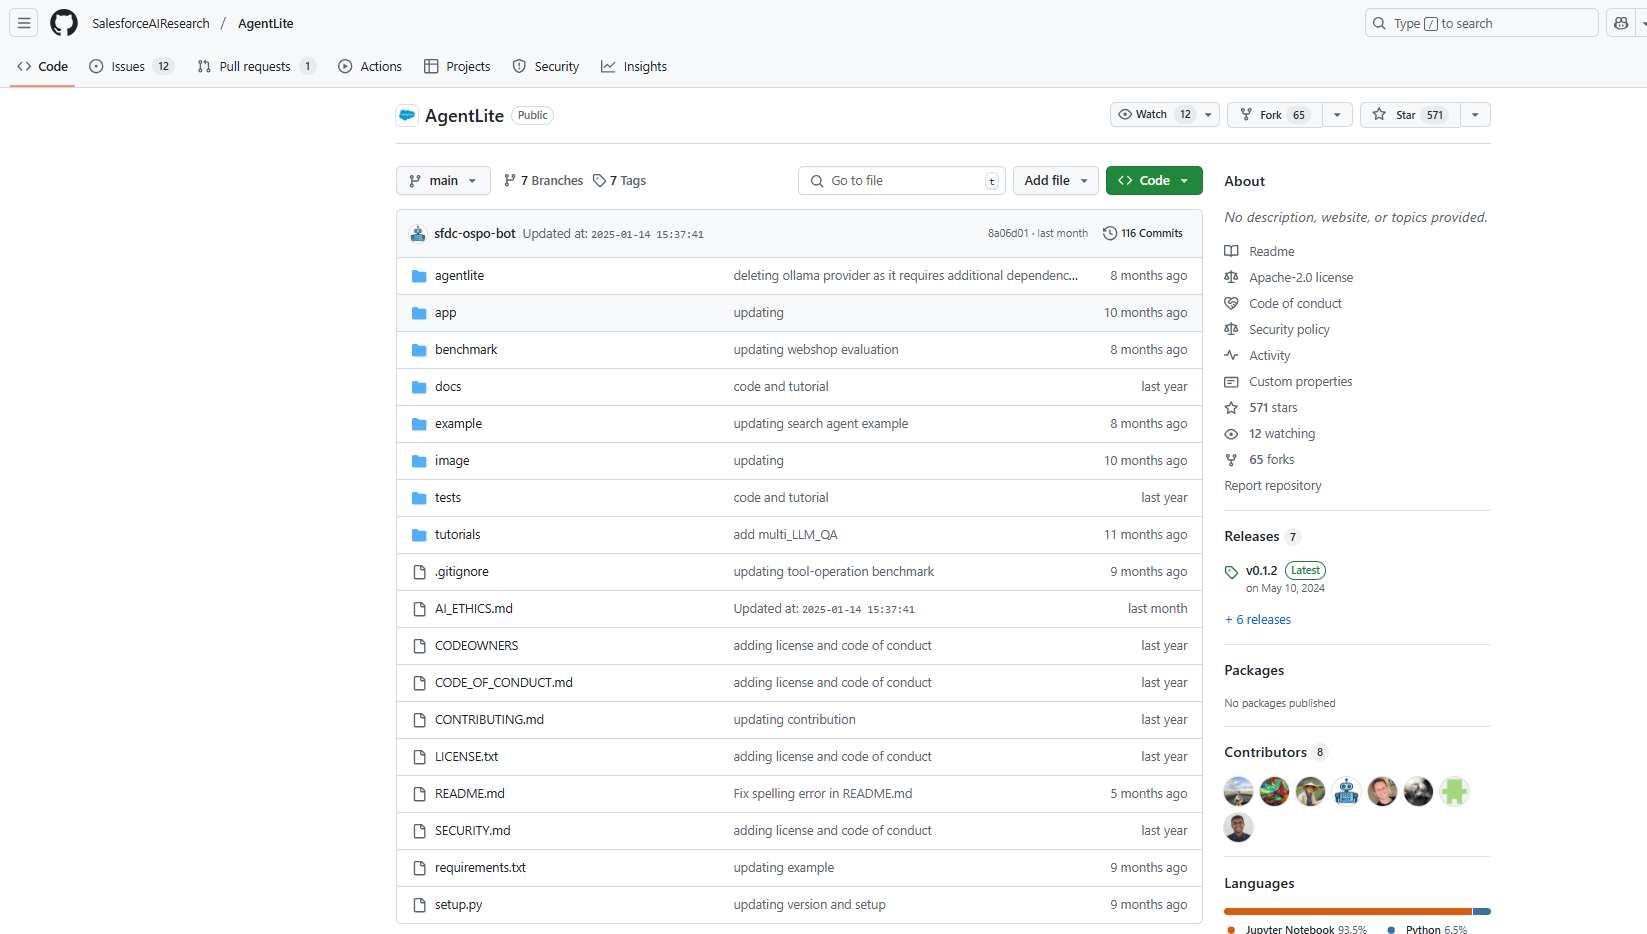 SalesforceAIResearch / AgentLite
Type / to search
Code
Issues 12
Pull requests 1
Actions
Projects
Security
Insights
AgentLite Public
Watch 12
Fork 65
Star 571
main
7 Branches
7 Tags
Go to file t
Add file
Code
sfdc-ospo-bot Updated at: 2025-01-14 15:37:41 8a06d01 · last month 116 Commits
agentlite deleting ollama provider as it requires additional dependenc... 8 months ago
app updating 10 months ago
benchmark updating webshop evaluation 8 months ago
docs code and tutorial last year
example updating search agent example 8 months ago
image updating 10 months ago
tests code and tutorial last year
tutorials add multi_LLM_QA 11 months ago
.gitignore updating tool-operation benchmark 9 months ago
AI_ETHICS.md Updated at: 2025-01-14 15:37:41 last month
CODEOWNERS adding license and code of conduct last year
CODE_OF_CONDUCT.md adding license and code of conduct last year
CONTRIBUTING.md updating contribution last year
LICENSE.txt adding license and code of conduct last year
README.md Fix spelling error in README.md 5 months ago
SECURITY.md adding license and code of conduct last year
requirements.txt updating example 9 months ago
setup.py updating version and setup 9 months ago
About
No description, website, or topics provided.
Readme
Apache-2.0 license
Code of conduct
Security policy
Activity
Custom properties
571 stars
12 watching
65 forks
Report repository
Releases 7
v0.1.2 Latest
on May 10, 2024
+ 6 releases
Packages
No packages published
Contributors 8
Languages
Jupyter Notebook 93.5% Python 6.5%